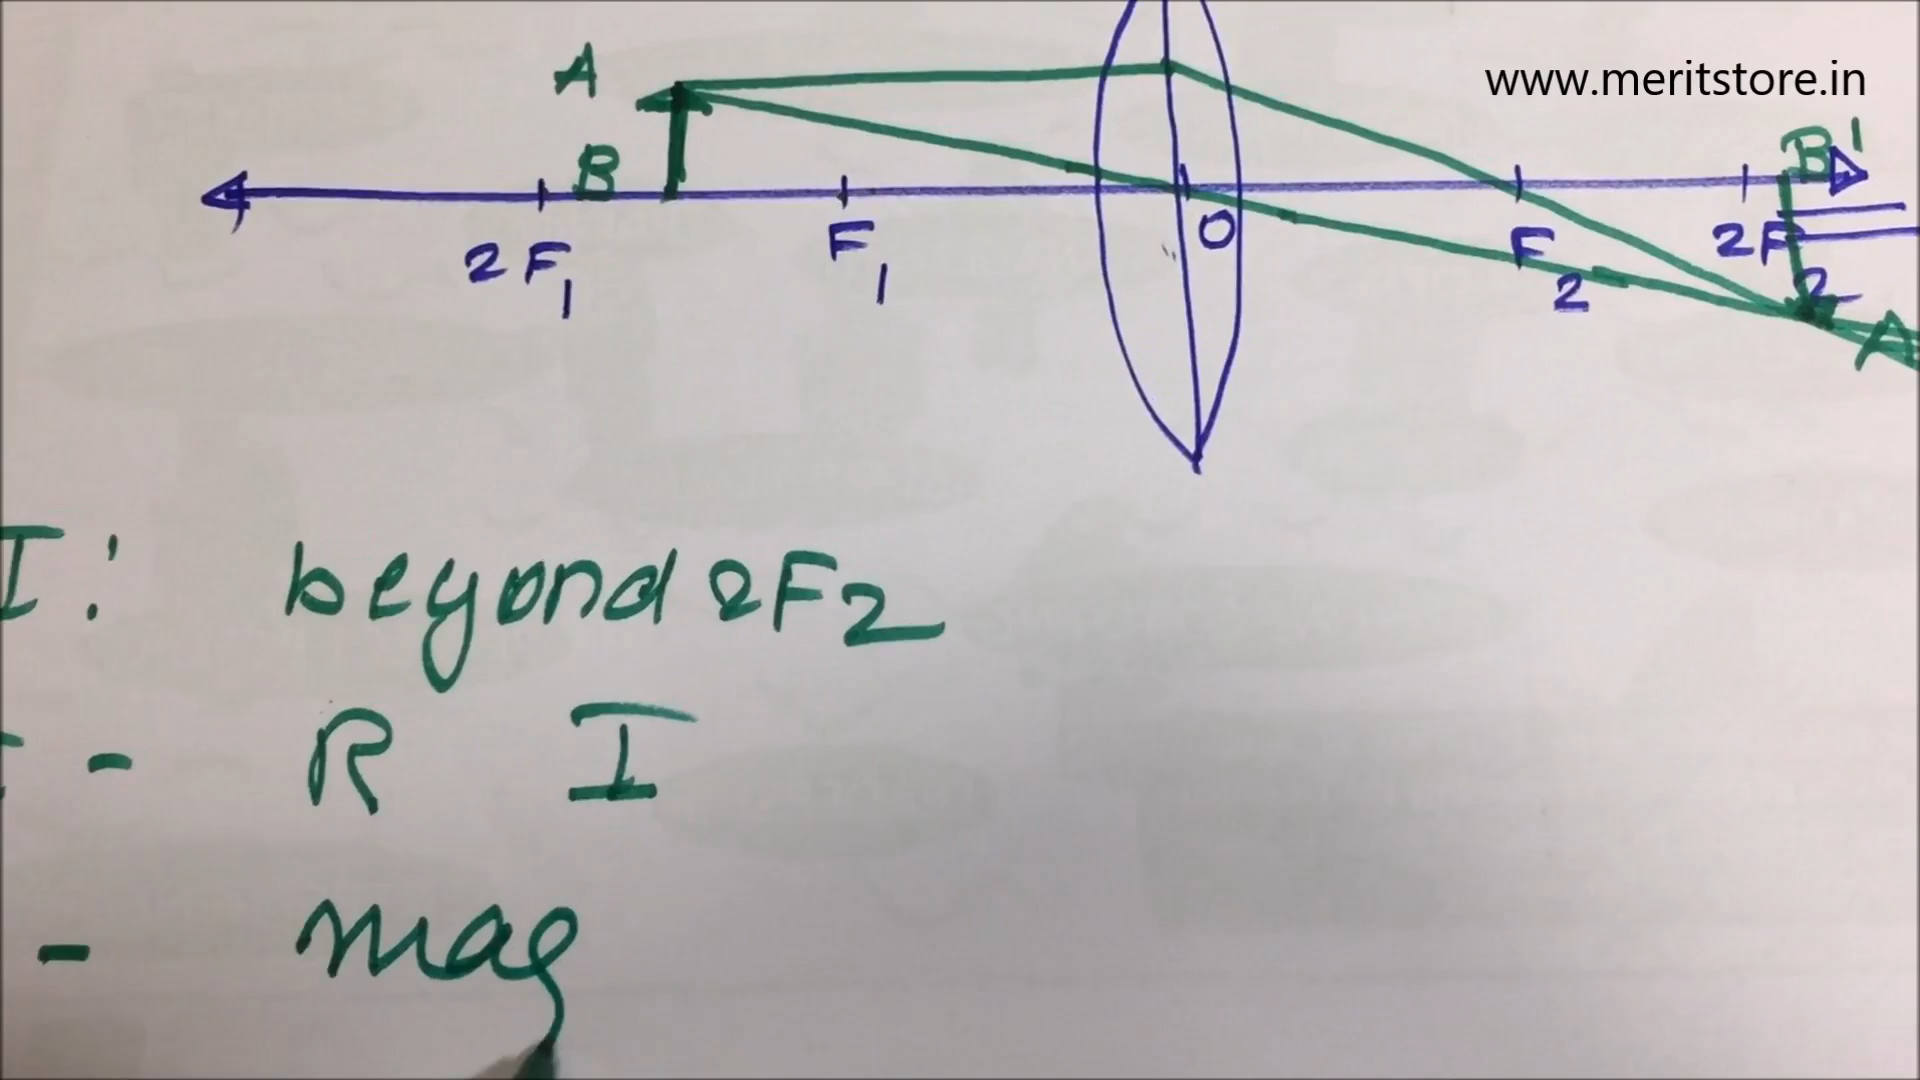 www.meritstore.in
A
B'
B
O
2F1
F1
F2
2F2
A
I: beyond 2F2
- R I
- mag